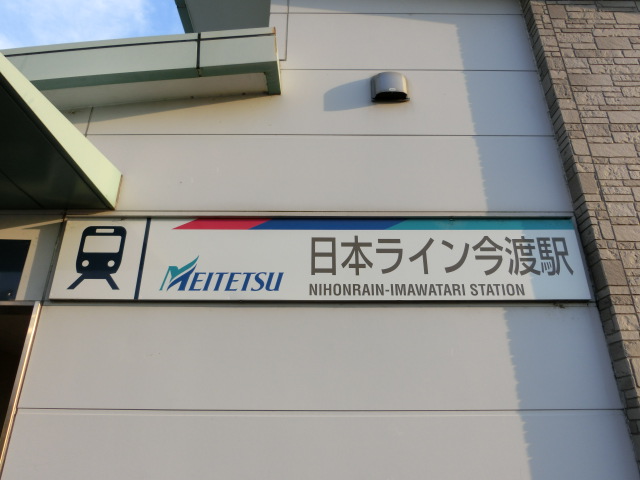 MEITETSU
日本ライン今渡駅
NIHONRAIN-IMAWATARI STATION